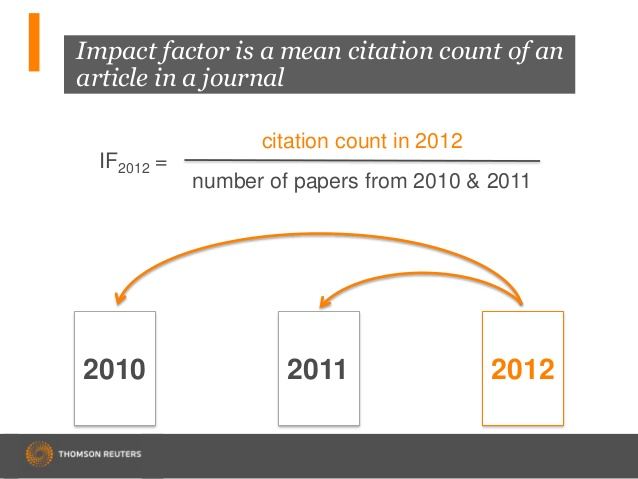 Impact factor is a mean citation count of an
article in a journal
citation count in 2012
IF2012 =
number of papers from 2010 & 2011
2010
2011
2012
THOMSON REUTERS